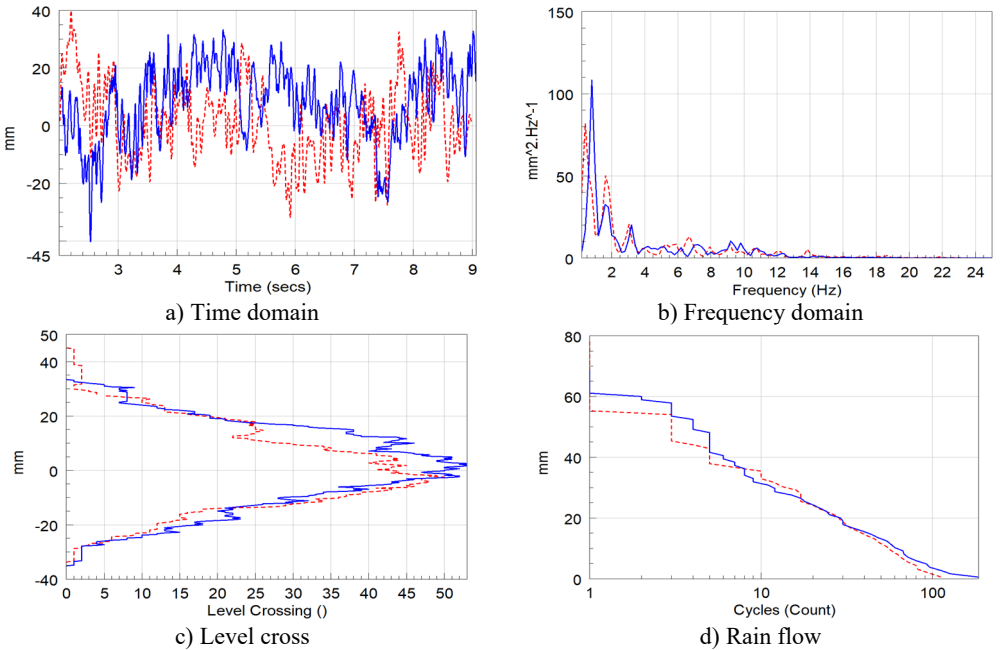 40
20
0
-20
-45
mm
3 4 5 6 7 8 9
Time (secs)
a) Time domain
150
100
50
0
mm^2.Hz^-1
2 4 6 8 10 12 14 16 18 20 22 24
Frequency (Hz)
b) Frequency domain
50
40
20
0
-20
-40
mm
0 5 10 15 20 25 30 35 40 45 50
Level Crossing ()
c) Level cross
80
60
40
20
0
mm
1 10 100
Cycles (Count)
d) Rain flow